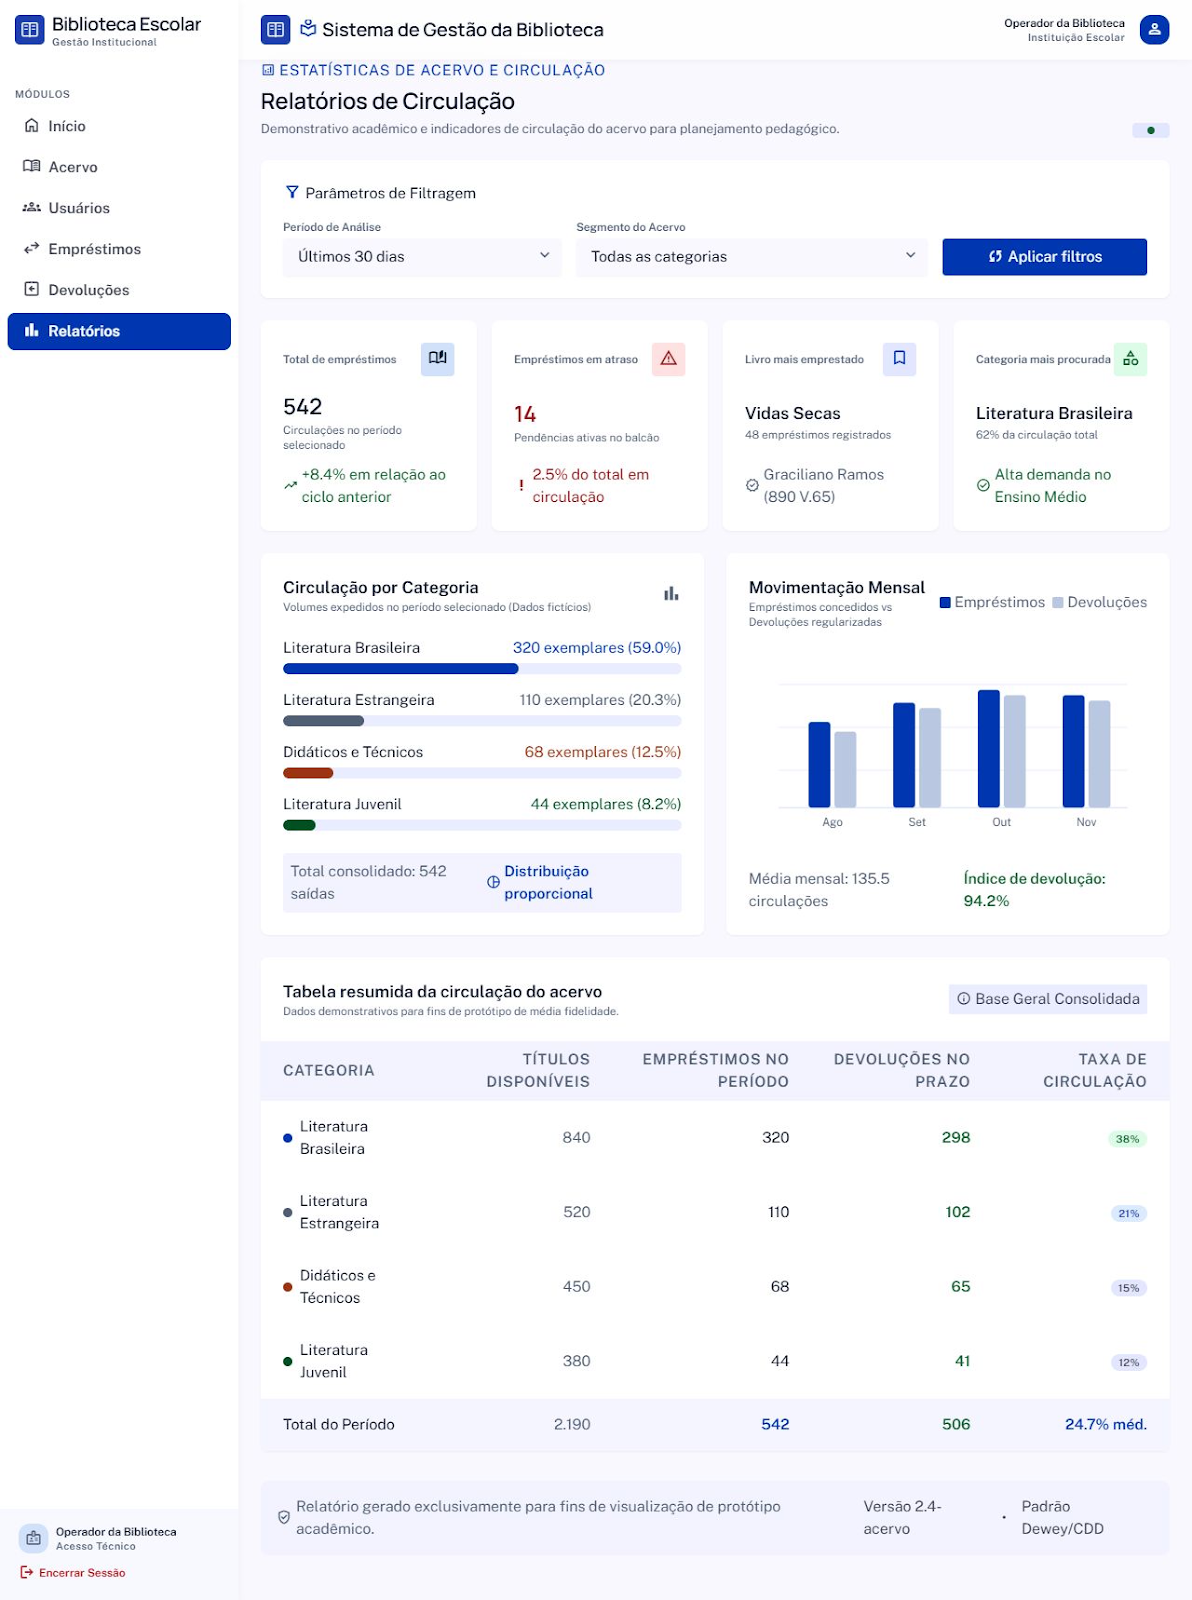 Biblioteca Escolar
Gestão Institucional
MÓDULOS
Início
Acervo
Usuários
Empréstimos
Devoluções
Relatórios
Operador da Biblioteca
Acesso Técnico
Encerrar Sessão
Sistema de Gestão da Biblioteca
Operador da Biblioteca
Instituição Escolar
ESTATÍSTICAS DE ACERVO E CIRCULAÇÃO
Relatórios de Circulação
Demonstrativo acadêmico e indicadores de circulação do acervo para planejamento pedagógico.
Parâmetros de Filtragem
Período de Análise
Últimos 30 dias
Segmento do Acervo
Todas as categorias
Aplicar filtros
Total de empréstimos
542
Circulações no período
selecionado
+8.4% em relação ao
ciclo anterior
Empréstimos em atraso
14
Pendências ativas no balcão
2.5% do total em
circulação
Livro mais emprestado
Vidas Secas
48 empréstimos registrados
Graciliano Ramos
(890 V.65)
Categoria mais procurada
Literatura Brasileira
62% da circulação total
Alta demanda no
Ensino Médio
Circulação por Categoria
Volumes expedidos no período selecionado (Dados fictícios)
Literatura Brasileira 320 exemplares (59.0%)
Literatura Estrangeira 110 exemplares (20.3%)
Didáticos e Técnicos 68 exemplares (12.5%)
Literatura Juvenil 44 exemplares (8.2%)
Total consolidado: 542
saídas
Distribuição
proporcional
Movimentação Mensal
Empréstimos concedidos vs
Devoluções regularizadas
Empréstimos Devoluções
Ago Set Out Nov
Média mensal: 135.5
circulações
Índice de devolução:
94.2%
Tabela resumida da circulação do acervo
Dados demonstrativos para fins de protótipo de média fidelidade.
Base Geral Consolidada
CATEGORIA
TÍTULOS
DISPONÍVEIS
EMPRÉSTIMOS NO
PERÍODO
DEVOLUÇÕES NO
PRAZO
TAXA DE
CIRCULAÇÃO
Literatura
Brasileira
840 320 298 38%
Literatura
Estrangeira
520 110 102 21%
Didáticos e
Técnicos
450 68 65 15%
Literatura
Juvenil
380 44 41 12%
Total do Período 2.190 542 506 24.7% méd.
Relatório gerado exclusivamente para fins de visualização de protótipo
acadêmico.
Versão 2.4-
acervo
•
Padrão
Dewey/CDD